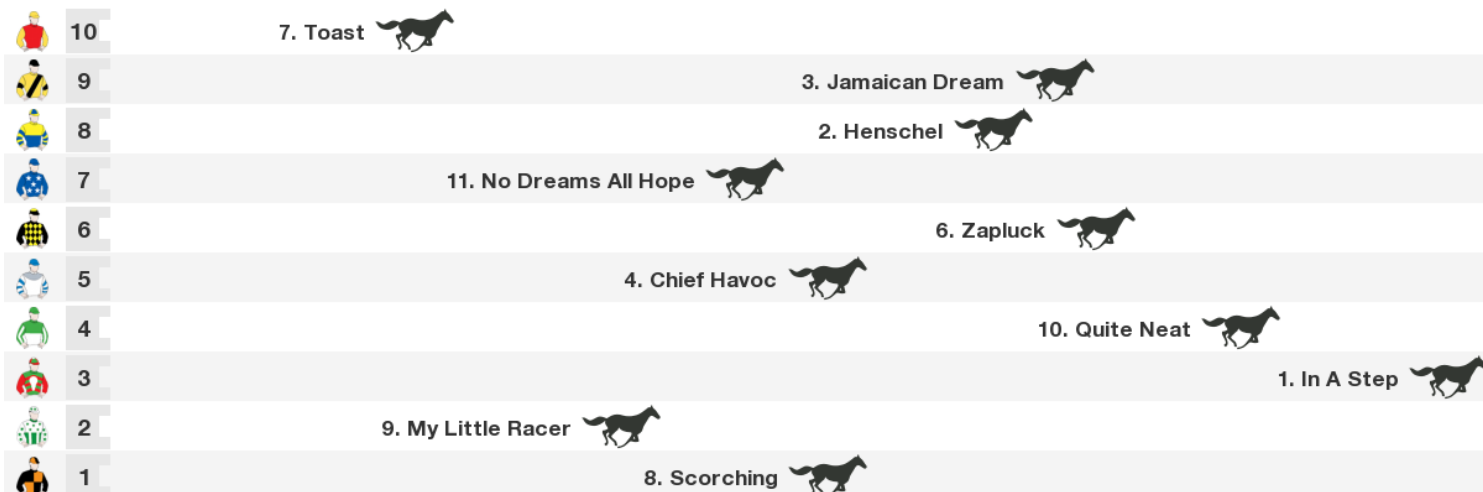 10 7. Toast
9 3. Jamaican Dream
8 2. Henschel
7 11. No Dreams All Hope
6 6. Zapluck
5 4. Chief Havoc
4 10. Quite Neat
3 1. In A Step
2 9. My Little Racer
1 8. Scorching